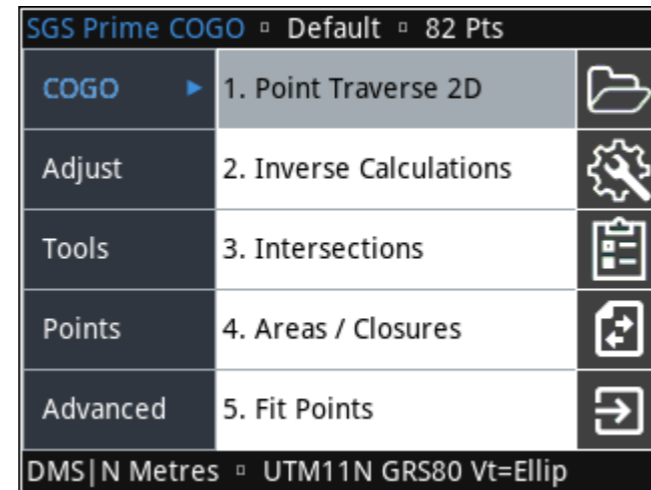 SGS Prime COGO ▫ Default ▫ 82 Pts
COGO ► 1. Point Traverse 2D
Adjust 2. Inverse Calculations
Tools 3. Intersections
Points 4. Areas / Closures
Advanced 5. Fit Points
DMS|N Metres ▫ UTM11N GRS80 Vt=Ellip